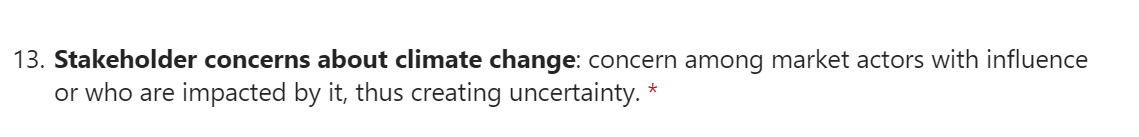 13. Stakeholder concerns about climate change: concern among market actors with influence
or who are impacted by it, thus creating uncertainty. *